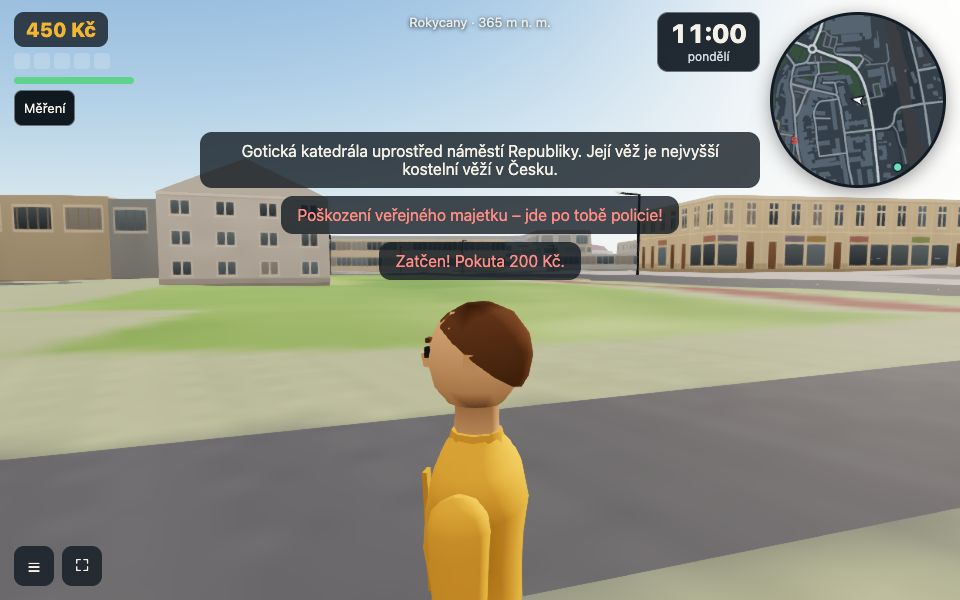 450 Kč
Rokycany · 365 m n. m.
11:00
pondělí
Měření
Gotická katedrála uprostřed náměstí Republiky. Její věž je nejvyšší
kostelní věží v Česku.
Poškození veřejného majetku – jde po tobě policie!
Zatčen! Pokuta 200 Kč.